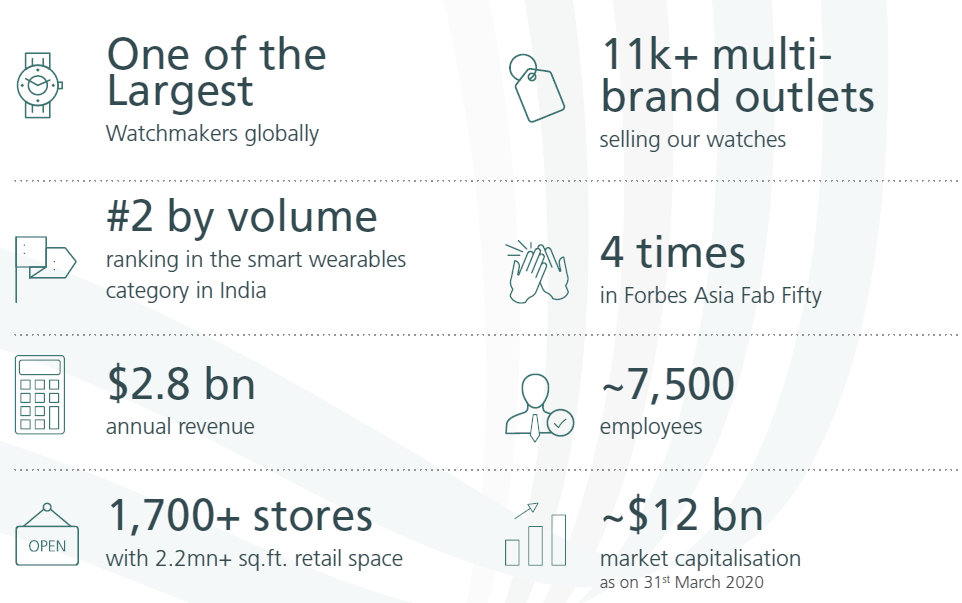 One of the
Largest
Watchmakers globally
11k+ multi-
brand outlets
selling our watches
#2 by volume
ranking in the smart wearables
category in India
4 times
in Forbes Asia Fab Fifty
$2.8 bn
annual revenue
~7,500
employees
OPEN
1,700+ stores
with 2.2mn+ sq.ft. retail space
~$12 bn
market capitalisation
as on 31st March 2020